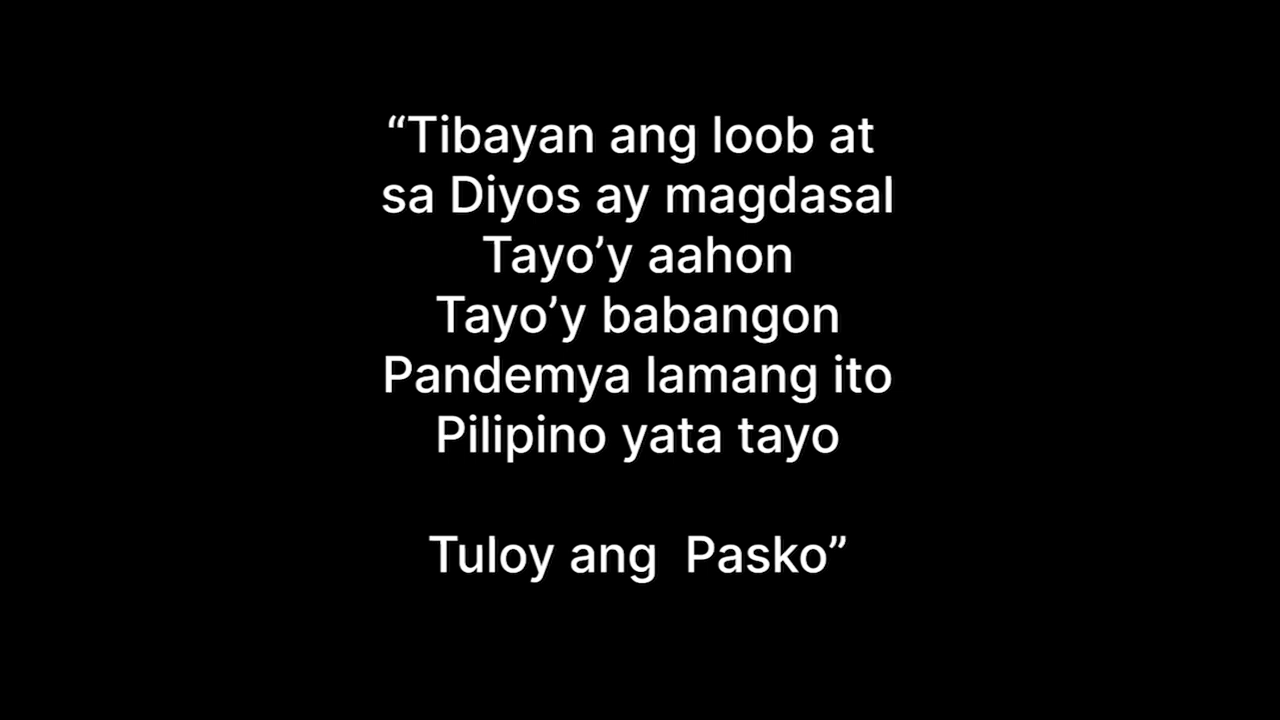 “Tibayan ang loob at
sa Diyos ay magdasal
Tayo’y aahon
Tayo’y babangon
Pandemya lamang ito
Pilipino yata tayo
Tuloy ang  Pasko”